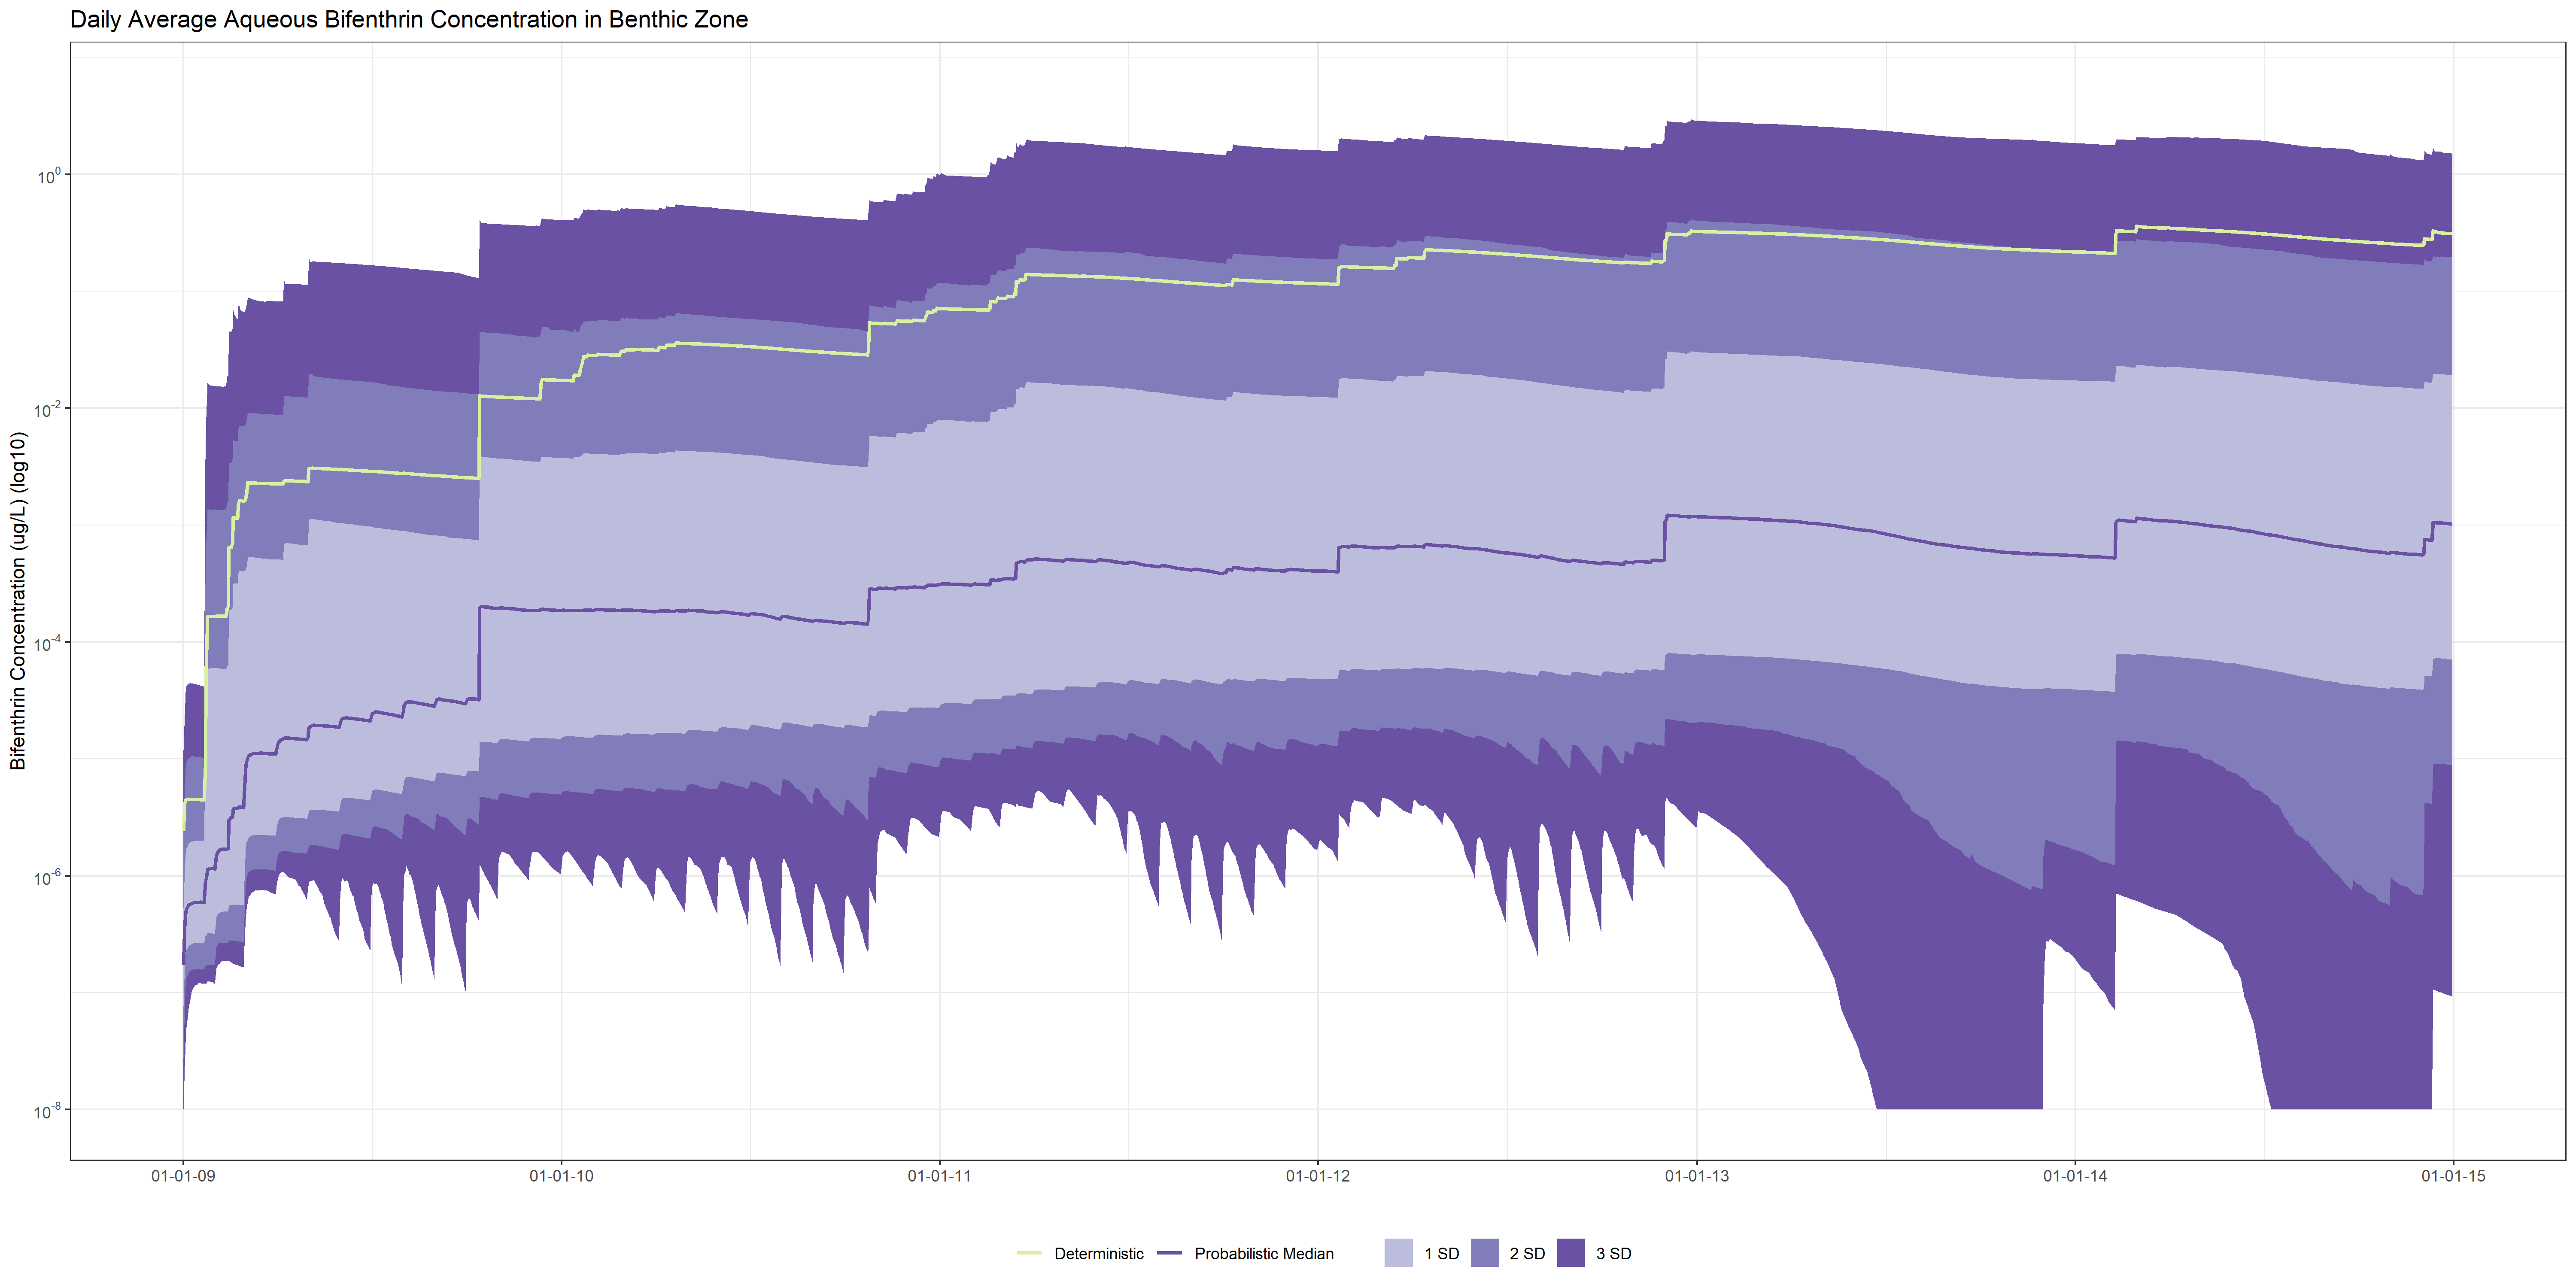 Daily Average Aqueous Bifenthrin Concentration in Benthic Zone
Bifenthrin Concentration (ug/L) (log10)
10^0
10^-2
10^-4
10^-6
10^-8
01-01-09 01-01-10 01-01-11 01-01-12 01-01-13 01-01-14 01-01-15
Deterministic Probabilistic Median 1 SD 2 SD 3 SD